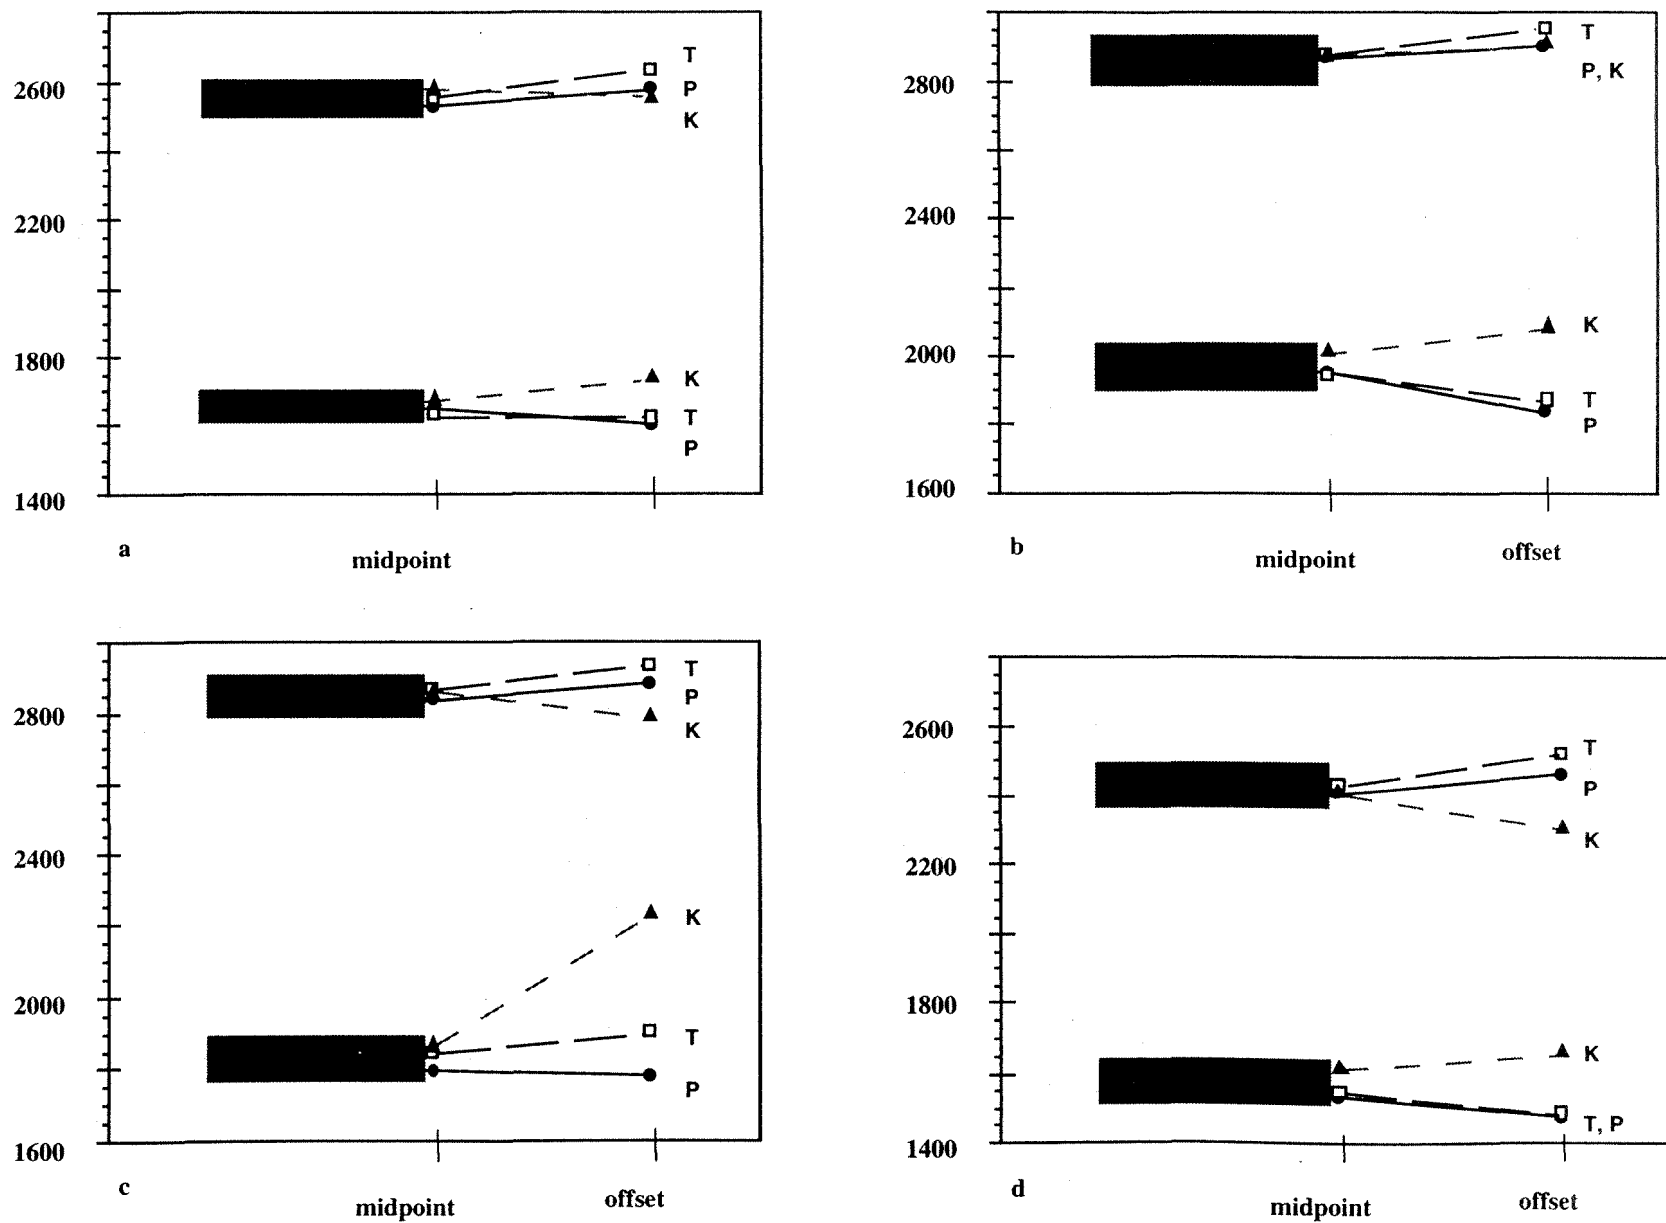 2600
2200
1800
1400
T
P
K
K
T
P
a
midpoint
2800
2400
2000
1600
T
P, K
K
T
P
b
midpoint
offset
2800
2400
2000
1600
T
P
K
K
T
P
c
midpoint
offset
2600
2200
1800
1400
T
P
K
K
T, P
d
midpoint
offset